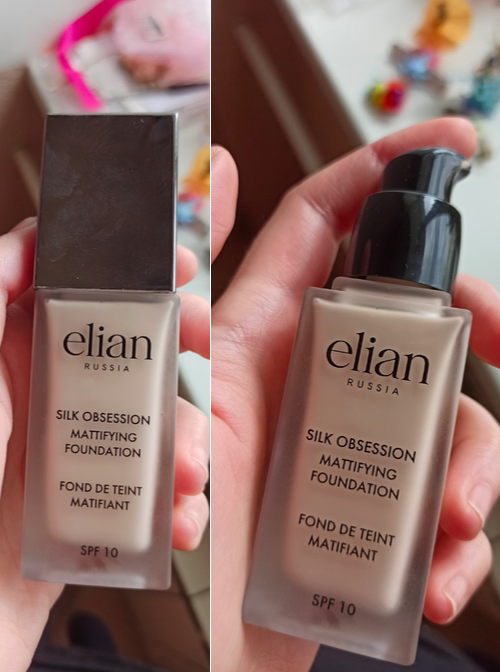 elian
RUSSIA
SILK OBSESSION
MATTIFYING
FOUNDATION
FOND DE TEINT
MATIFIANT
SPF 10
elian
RUSSIA
SILK OBSESSION
MATTIFYING
FOUNDATION
FOND DE TEINT
MATIFIANT
SPF 10